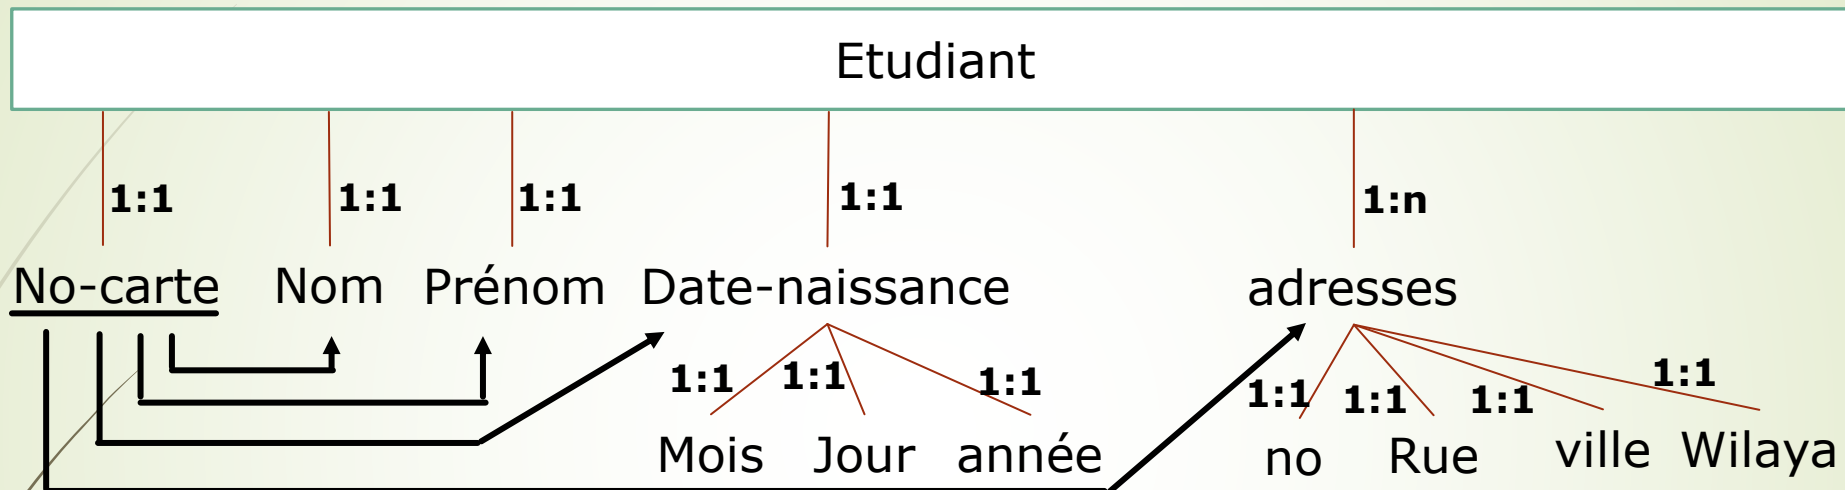 Etudiant
1:1 1:1 1:1 1:1 1:n
No-carte Nom Prénom Date-naissance adresses
1:1 1:1 1:1 1:1 1:1 1:1 1:1
Mois Jour année no Rue ville Wilaya